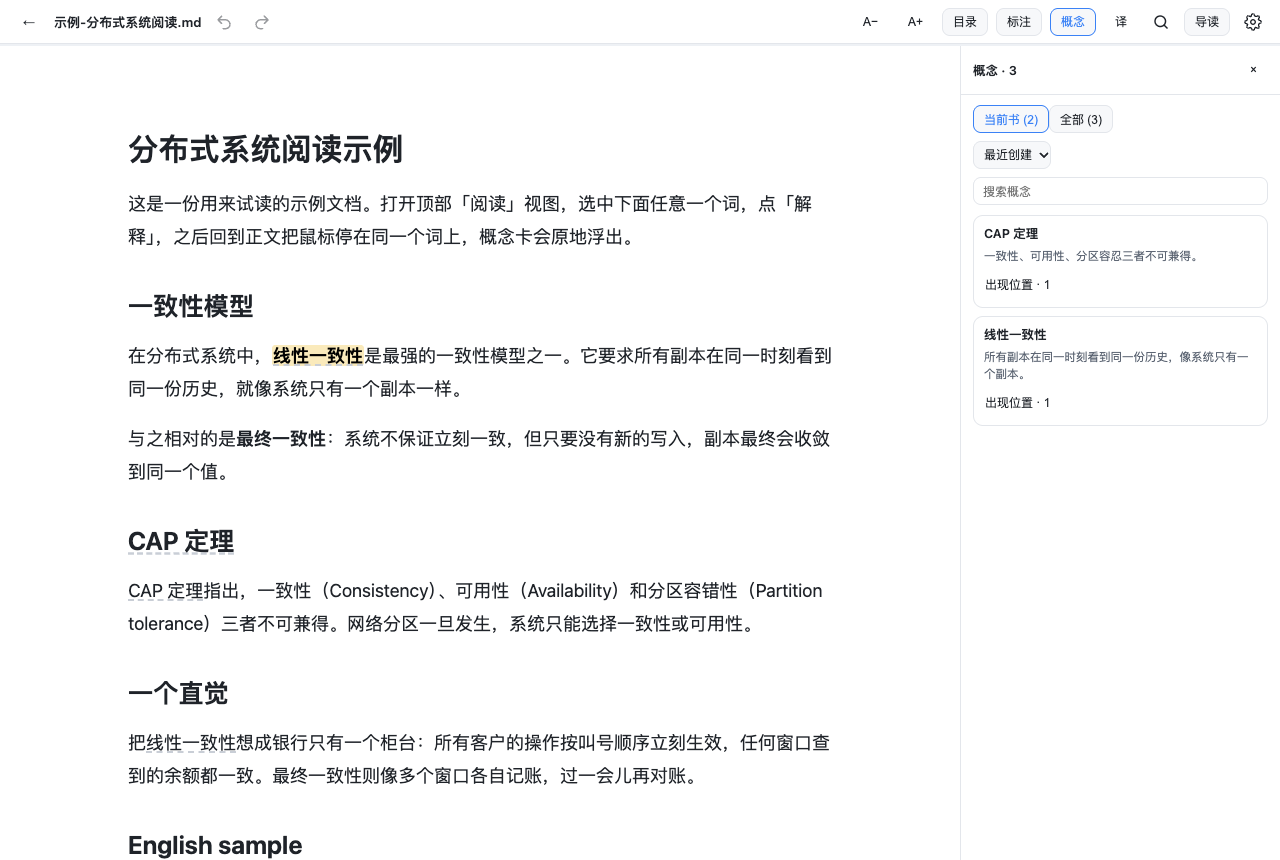 ← 示例-分布式系统阅读.md A− A+ 目录 标注 概念 译 导读
概念 · 3 ×
当前书 (2) 全部 (3)
最近创建
搜索概念
CAP 定理
一致性、可用性、分区容忍三者不可兼得。
出现位置 · 1
线性一致性
所有副本在同一时刻看到同一份历史，像系统只有一
个副本。
出现位置 · 1
分布式系统阅读示例
这是一份用来试读的示例文档。打开顶部「阅读」视图，选中下面任意一个词，点「解
释」，之后回到正文把鼠标停在同一个词上，概念卡会原地浮出。
一致性模型
在分布式系统中，线性一致性是最强的一致性模型之一。它要求所有副本在同一时刻看到
同一份历史，就像系统只有一个副本一样。
与之相对的是最终一致性：系统不保证立刻一致，但只要没有新的写入，副本最终会收敛
到同一个值。
CAP 定理
CAP 定理指出，一致性（Consistency）、可用性（Availability）和分区容错性（Partition
tolerance）三者不可兼得。网络分区一旦发生，系统只能选择一致性或可用性。
一个直觉
把线性一致性想成银行只有一个柜台：所有客户的操作按叫号顺序立刻生效，任何窗口查
到的余额都一致。最终一致性则像多个窗口各自记账，过一会儿再对账。
English sample